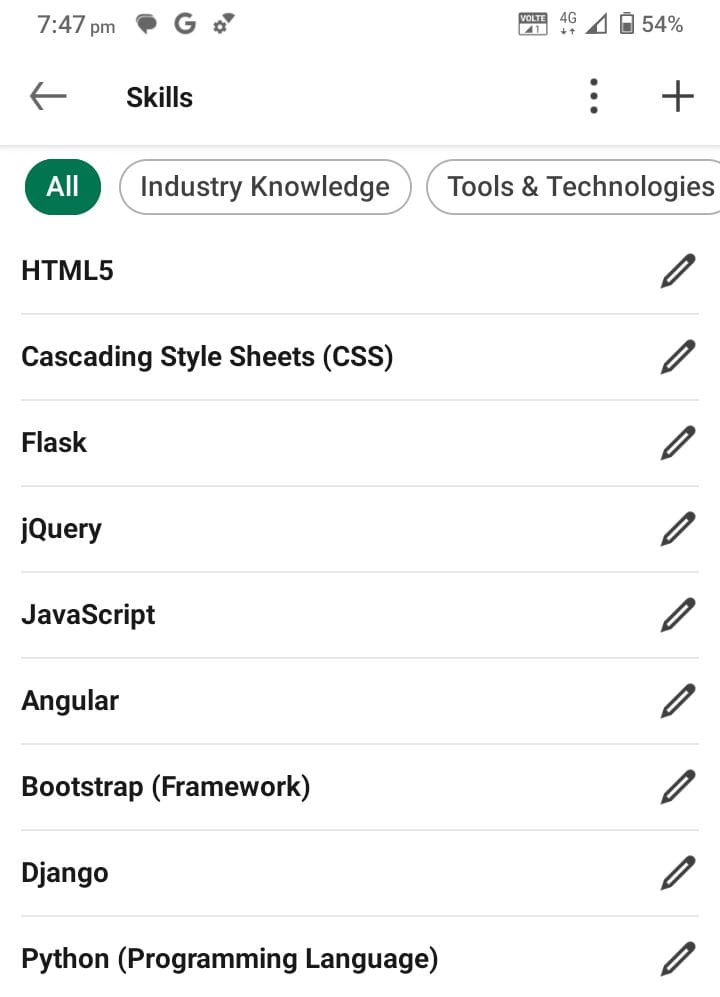 7:47 pm G VOLTE 1 4G 54%
Skills
All Industry Knowledge Tools & Technologies
HTML5
Cascading Style Sheets (CSS)
Flask
jQuery
JavaScript
Angular
Bootstrap (Framework)
Django
Python (Programming Language)